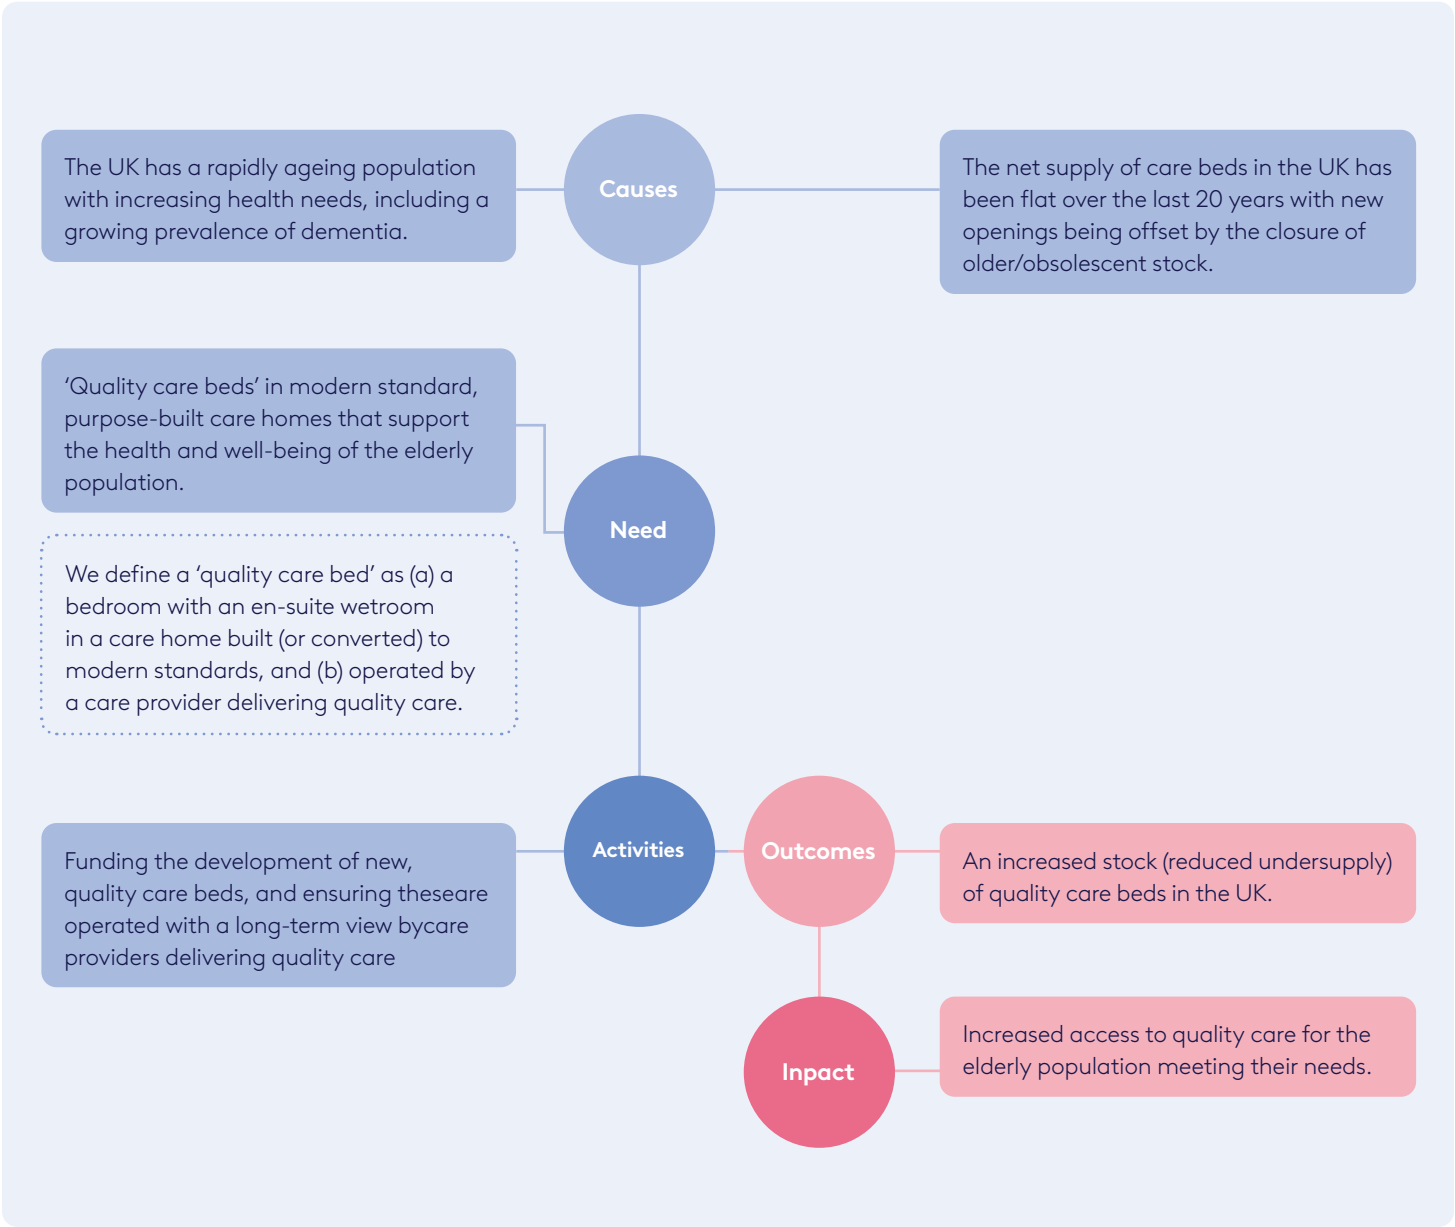 Causes
The UK has a rapidly ageing population
with increasing health needs, including a
growing prevalence of dementia.
The net supply of care beds in the UK has
been flat over the last 20 years with new
openings being offset by the closure of
older/obsolescent stock.
Need
‘Quality care beds’ in modern standard,
purpose-built care homes that support
the health and well-being of the elderly
population.
We define a ‘quality care bed’ as (a) a
bedroom with an en-suite wetroom
in a care home built (or converted) to
modern standards, and (b) operated by
a care provider delivering quality care.
Activities
Funding the development of new,
quality care beds, and ensuring theseare
operated with a long-term view bycare
providers delivering quality care
Outcomes
An increased stock (reduced undersupply)
of quality care beds in the UK.
Inpact
Increased access to quality care for the
elderly population meeting their needs.